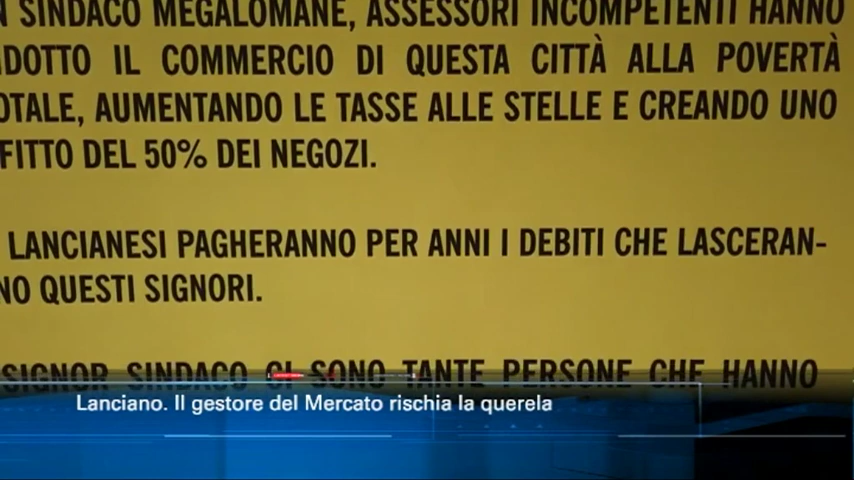 N SINDACO MEGALOMANE, ASSESSORI INCOMPETENTI HANNO
IDOTTO IL COMMERCIO DI QUESTA CITTÀ ALLA POVERTÀ
OTALE, AUMENTANDO LE TASSE ALLE STELLE E CREANDO UNO
FITTO DEL 50% DEI NEGOZI.
LANCIANESI PAGHERANNO PER ANNI I DEBITI CHE LASCERAN-
NO QUESTI SIGNORI.
SIGNOR SINDACO CI SONO TANTE PERSONE CHE HANNO
Lanciano. Il gestore del Mercato rischia la querela